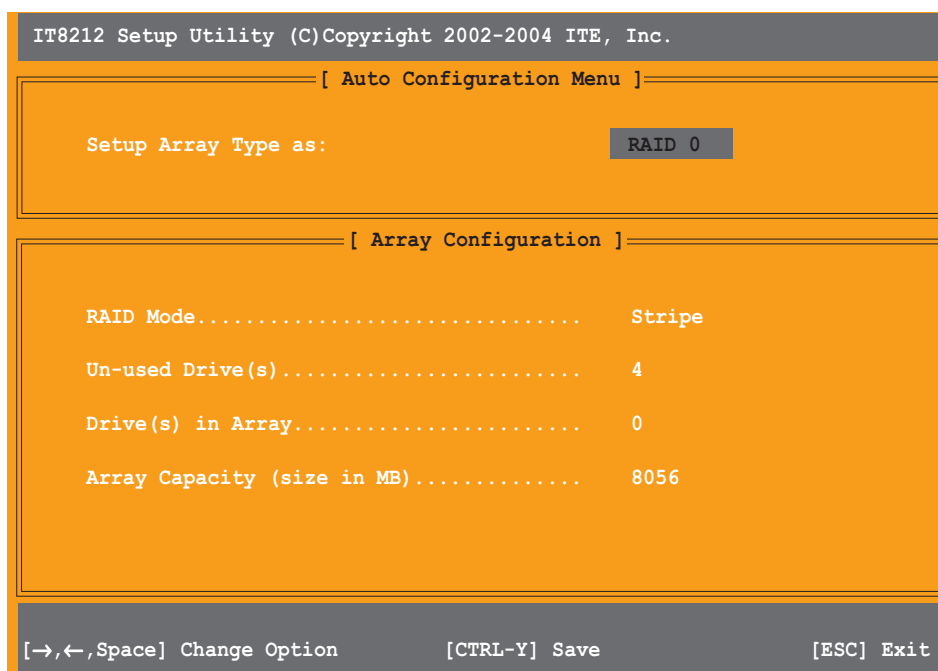 IT8212 Setup Utility (C)Copyright 2002-2004 ITE, Inc.
[ Auto Configuration Menu ]
Setup Array Type as: RAID 0
[ Array Configuration ]
RAID Mode................................ Stripe
Un-used Drive(s)......................... 4
Drive(s) in Array........................ 0
Array Capacity (size in MB).............. 8056
[→,←,Space] Change Option [CTRL-Y] Save [ESC] Exit